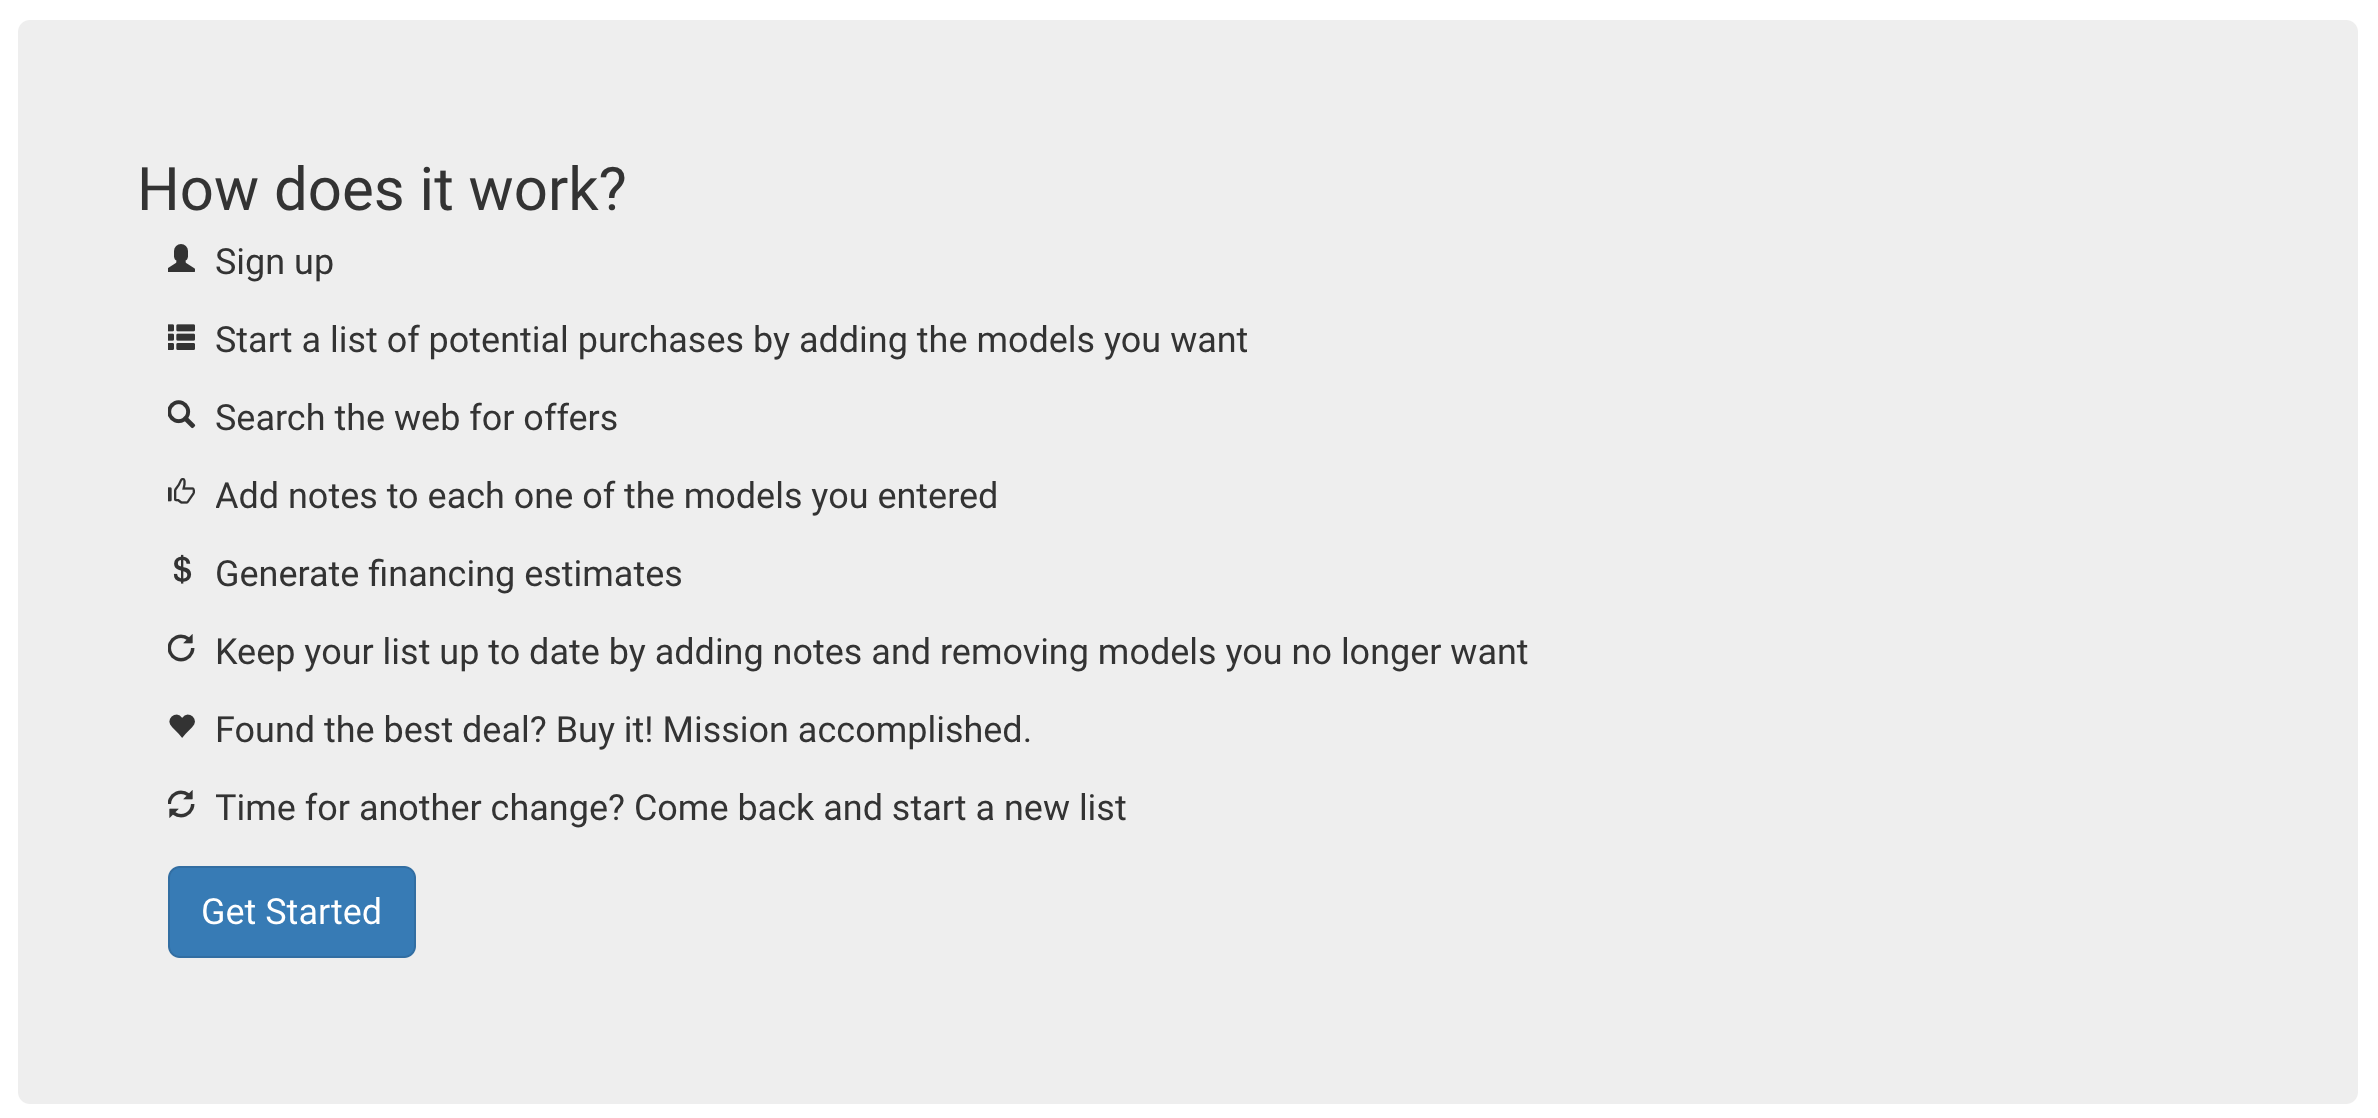 How does it work?
Sign up
Start a list of potential purchases by adding the models you want
Search the web for offers
Add notes to each one of the models you entered
Generate financing estimates
Keep your list up to date by adding notes and removing models you no longer want
Found the best deal? Buy it! Mission accomplished.
Time for another change? Come back and start a new list
Get Started